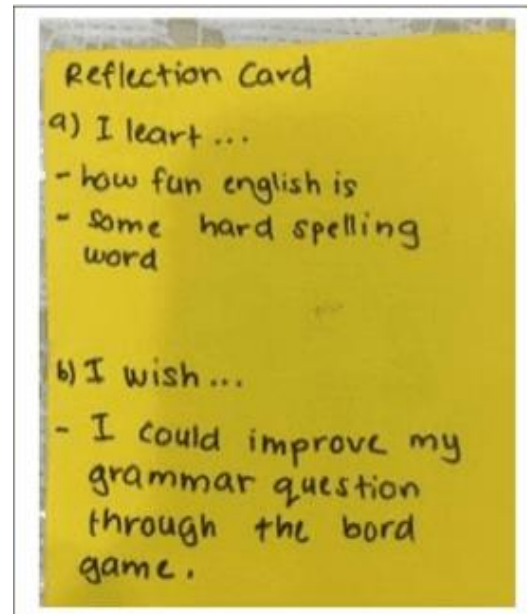 Reflection Card
a) I leart...
- how fun english is
- some hard spelling
word
b) I wish...
- I could improve my
grammar question
through the bord
game.